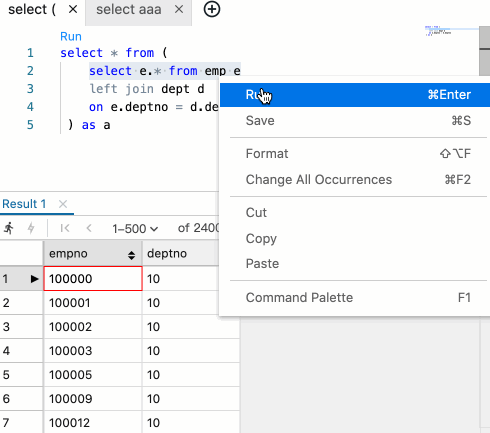 select (
select aaa
Run
1 select * from (
2 select e.* from emp e
3 left join dept d
4 on e.deptno = d.de
5 ) as a
Run ⌘Enter
Save ⌘S
Format ⇧⌥F
Change All Occurrences ⌘F2
Cut
Copy
Paste
Command Palette F1
Result 1
1–500 of 2400
empno deptno
1 100000 10
2 100001 10
3 100002 10
4 100003 10
5 100005 10
6 100009 10
7 100012 10